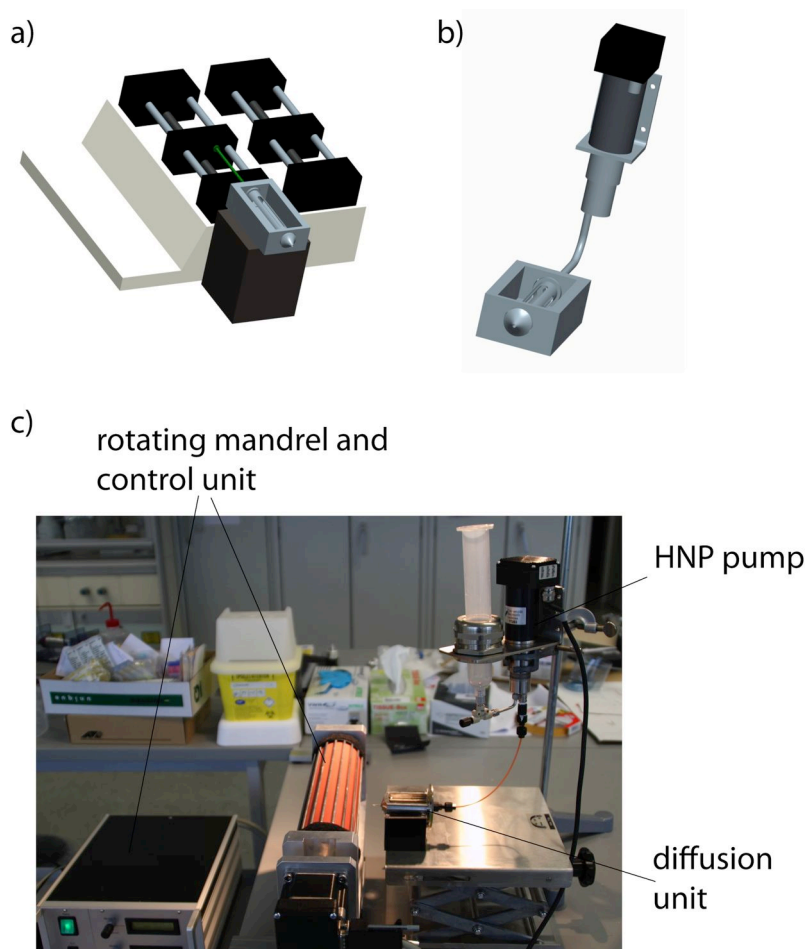 a)
b)
c)
rotating mandrel and
control unit
HNP pump
diffusion
unit